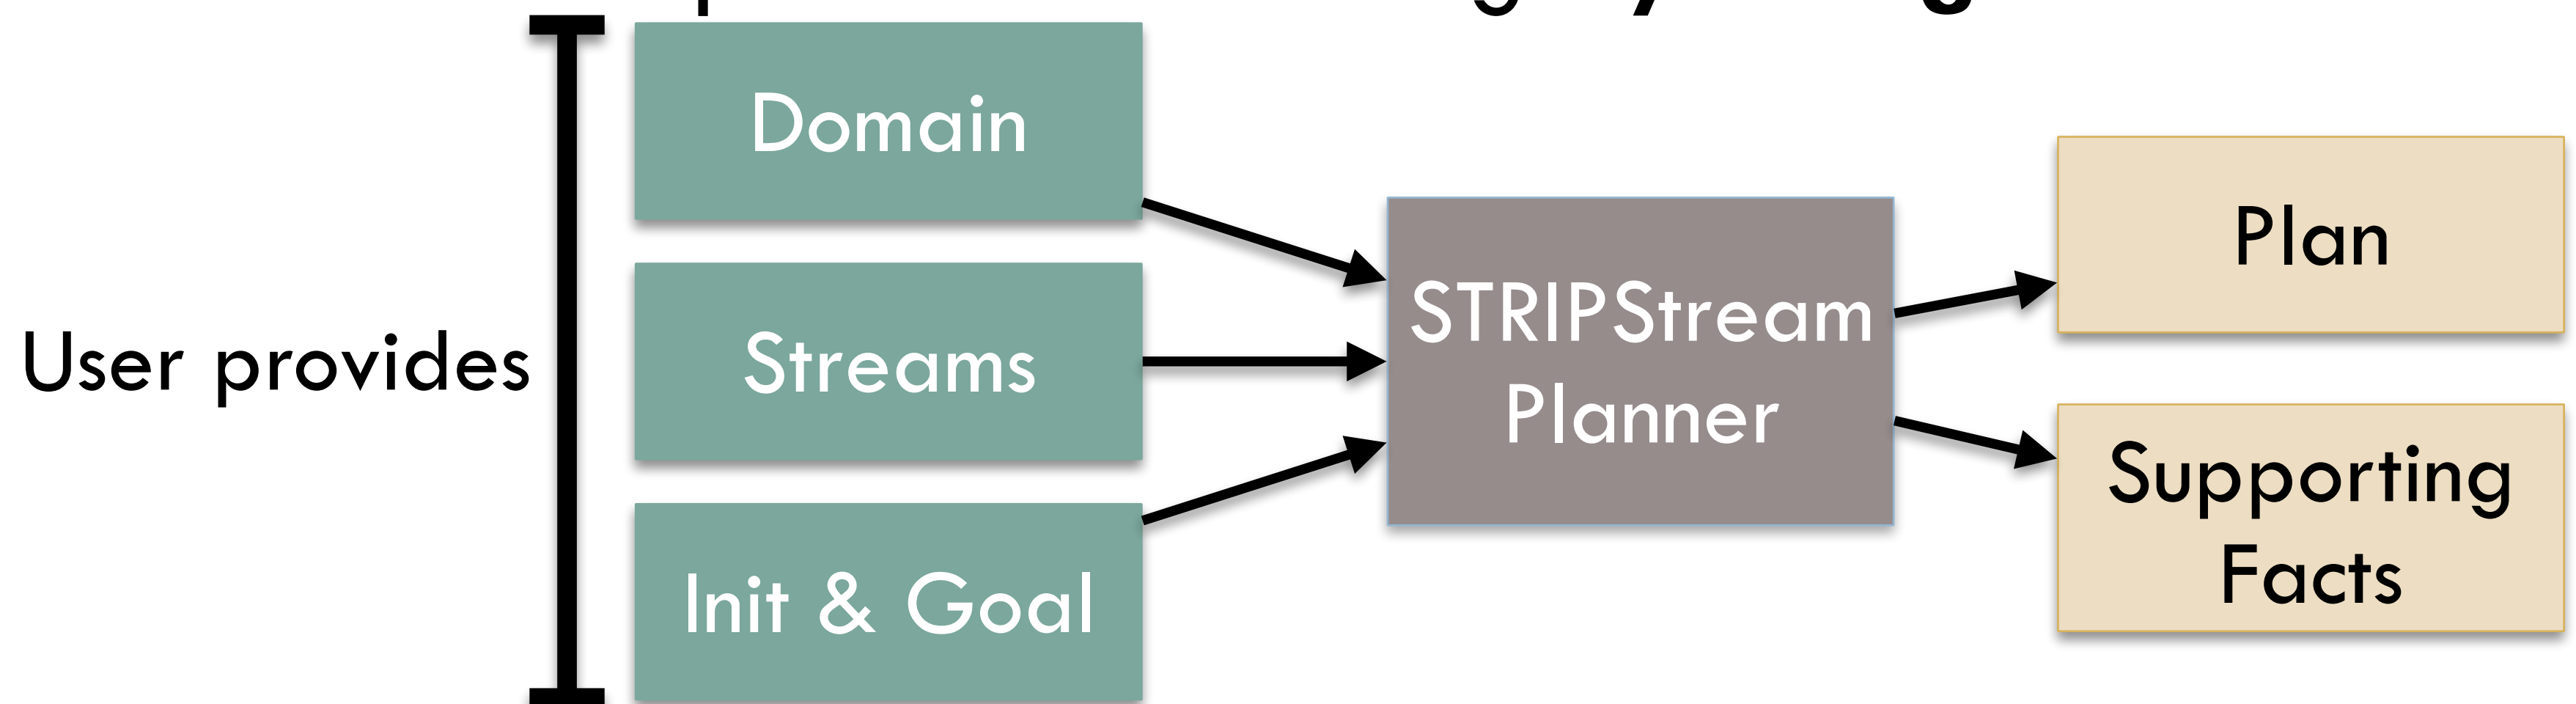 User provides
Domain
Streams
Init & Goal
STRIPStream
Planner
Plan
Supporting
Facts